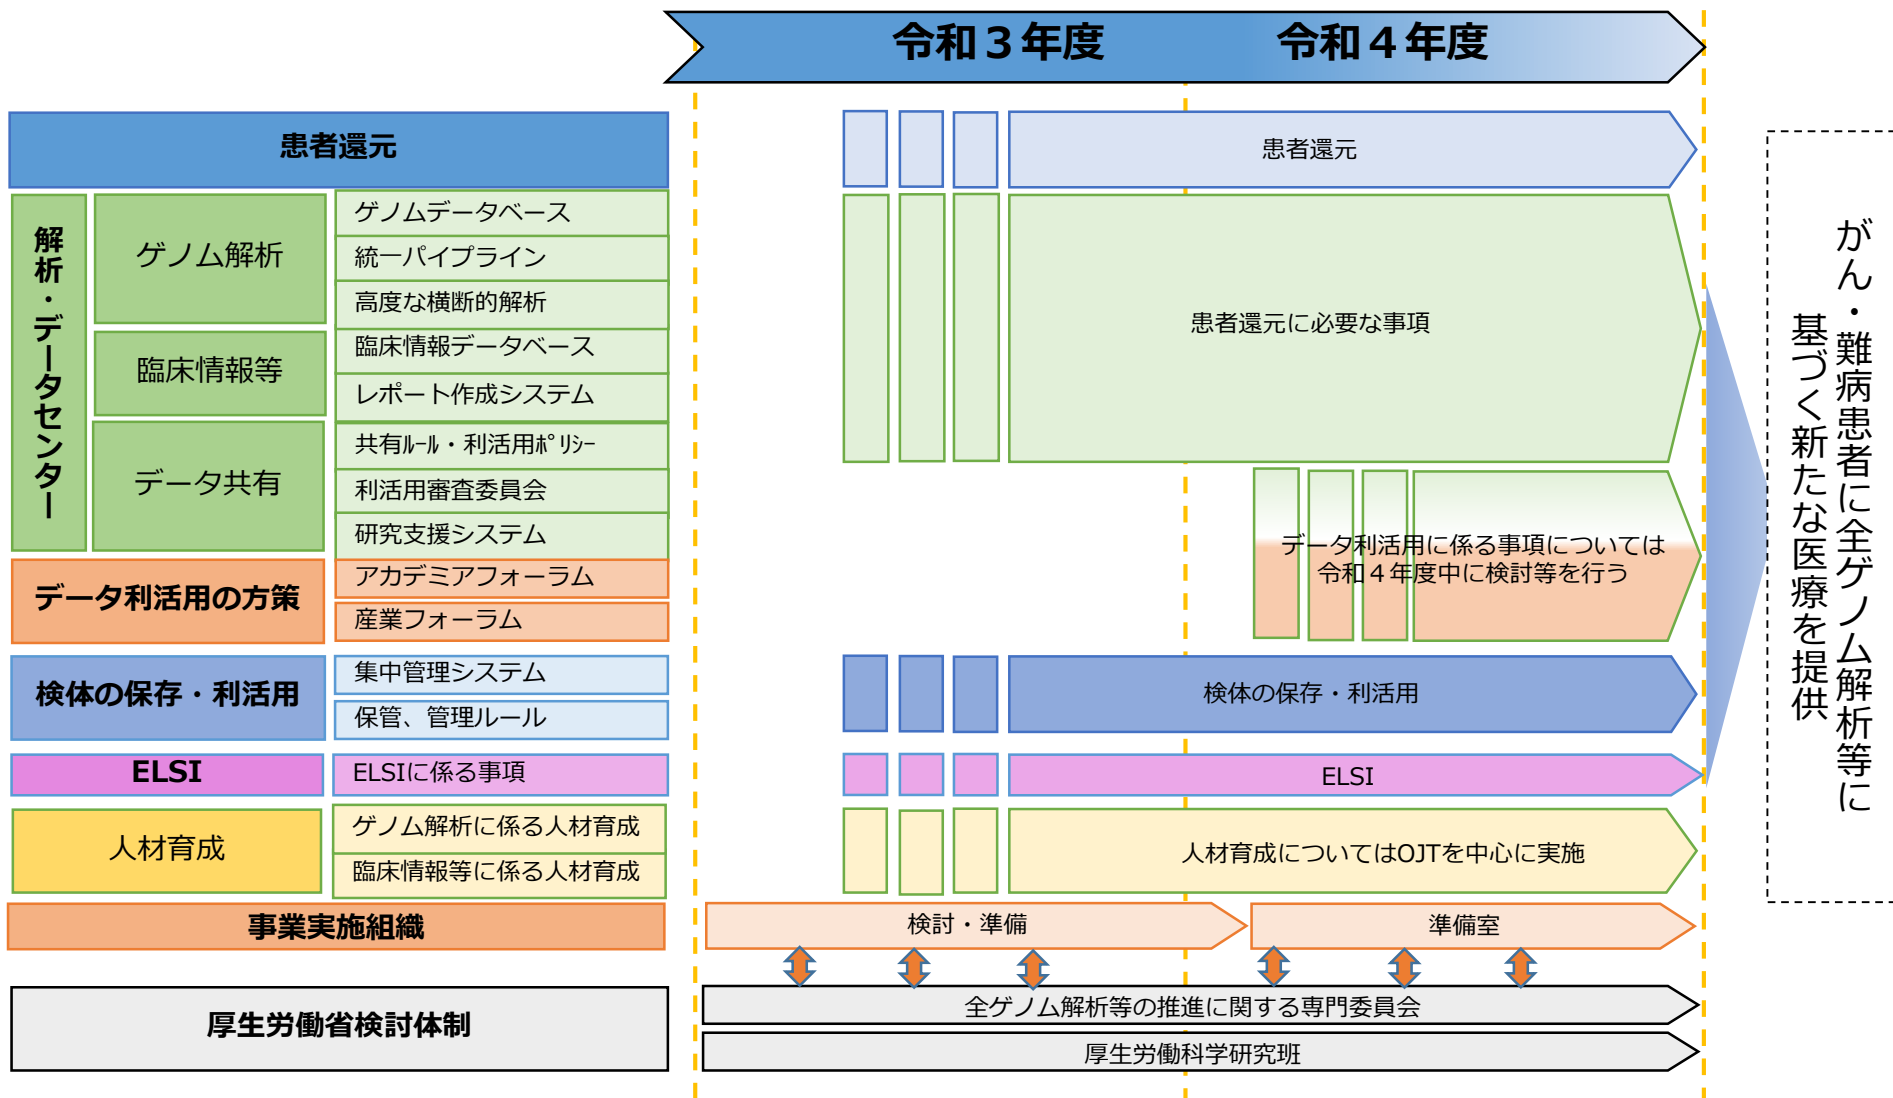 令和３年度
令和４年度
患者還元
患者還元
解析・データセンター
ゲノム解析
ゲノムデータベース
統一パイプライン
高度な横断的解析
臨床情報等
臨床情報データベース
レポート作成システム
データ共有
共有ﾙｰﾙ・利活用ﾎﾟﾘｼｰ
利活用審査委員会
研究支援システム
患者還元に必要な事項
データ利活用の方策
アカデミアフォーラム
産業フォーラム
データ利活用に係る事項については
令和４年度中に検討等を行う
検体の保存・利活用
集中管理システム
保管、管理ルール
検体の保存・利活用
ELSI
ELSIに係る事項
ELSI
人材育成
ゲノム解析に係る人材育成
臨床情報等に係る人材育成
人材育成についてはOJTを中心に実施
事業実施組織
検討・準備
準備室
厚生労働省検討体制
全ゲノム解析等の推進に関する専門委員会
厚生労働科学研究班
がん・難病患者に全ゲノム解析等に
基づく新たな医療を提供